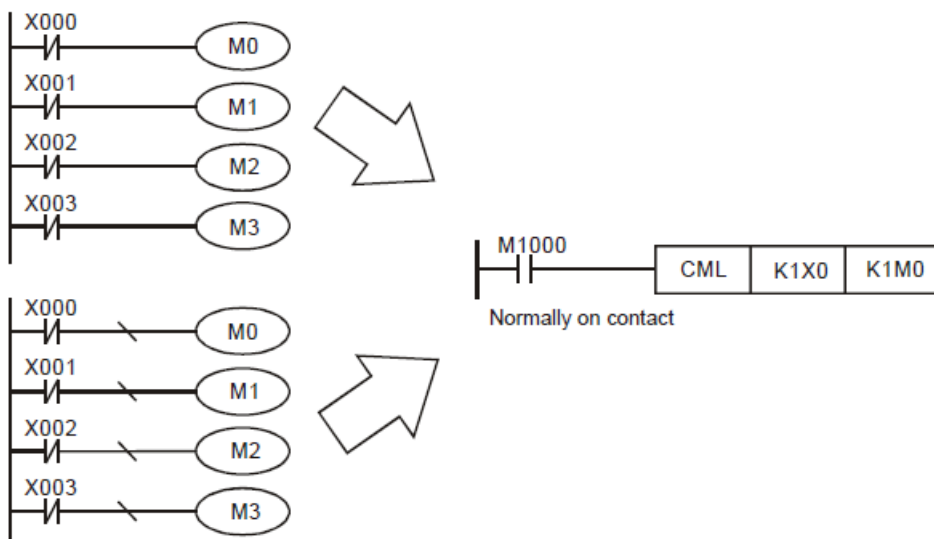 X000
M0
X001
M1
X002
M2
X003
M3
M1000
CML K1X0 K1M0
Normally on contact
X000
M0
X001
M1
X002
M2
X003
M3